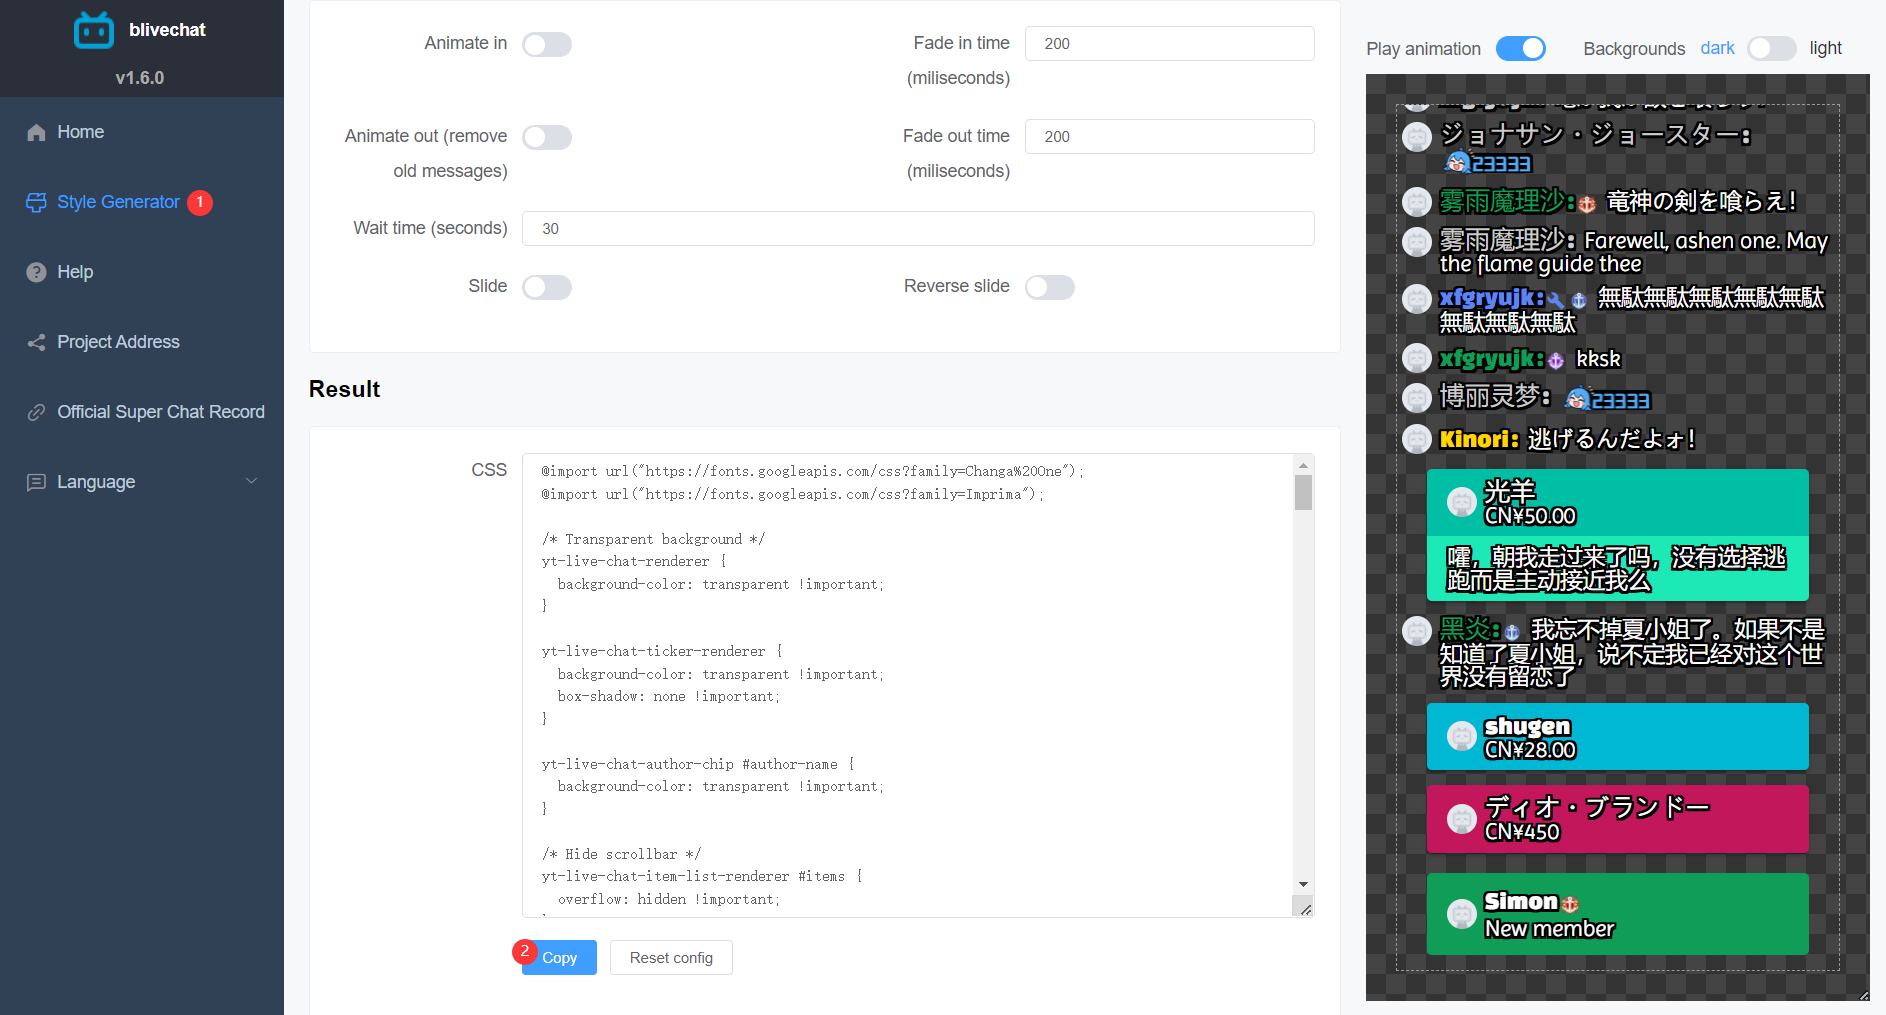 blivechat
v1.6.0
Home
Style Generator 1
Help
Project Address
Official Super Chat Record
Language
Animate in
Fade in time
(miliseconds)
200
Animate out (remove
old messages)
Fade out time
(miliseconds)
200
Wait time (seconds)
30
Slide
Reverse slide
Result
CSS
@import url("https://fonts.googleapis.com/css?family=Changa%20One");
@import url("https://fonts.googleapis.com/css?family=Imprima");
/* Transparent background */
yt-live-chat-renderer {
background-color: transparent !important;
}
yt-live-chat-ticker-renderer {
background-color: transparent !important;
box-shadow: none !important;
}
yt-live-chat-author-chip #author-name {
background-color: transparent !important;
}
/* Hide scrollbar */
yt-live-chat-item-list-renderer #items {
overflow: hidden !important;
2 Copy
Reset config
Play animation
Backgrounds dark light
ジョナサン・ジョースター:
23333
雾雨魔理沙: 竜神の剣を喰らえ！
雾雨魔理沙: Farewell, ashen one. May
the flame guide thee
xfgryujk: 無駄無駄無駄無駄無駄
無駄無駄無駄
xfgryujk: kksk
博丽灵梦: 23333
Kinori: 逃げるんだよォ！
光羊
CN¥50.00
嚯，朝我走过来了吗，没有选择逃
跑而是主动接近我么
黑炎: 我忘不掉夏小姐了。如果不是
知道了夏小姐，说不定我已经对这个世
界没有留恋了
shugen
CN¥28.00
ディオ・ブランドー
CN¥450
Simon
New member